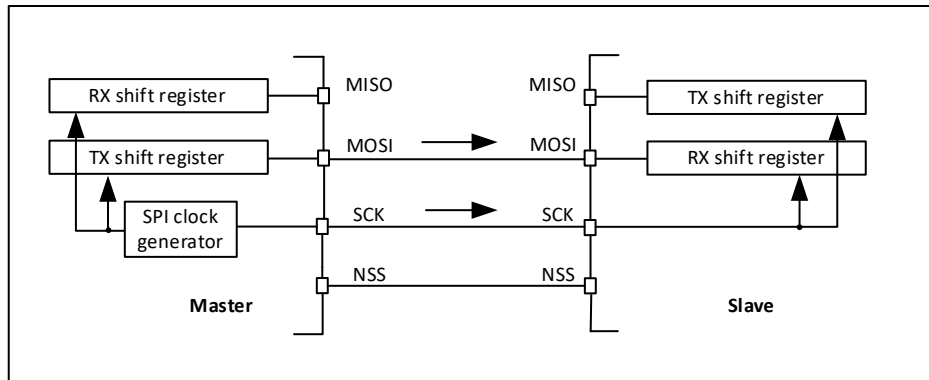 MISO
MISO
RX shift register
TX shift register
MOSI
MOSI
TX shift register
RX shift register
SPI clock
generator
SCK
SCK
NSS
NSS
Master
Slave